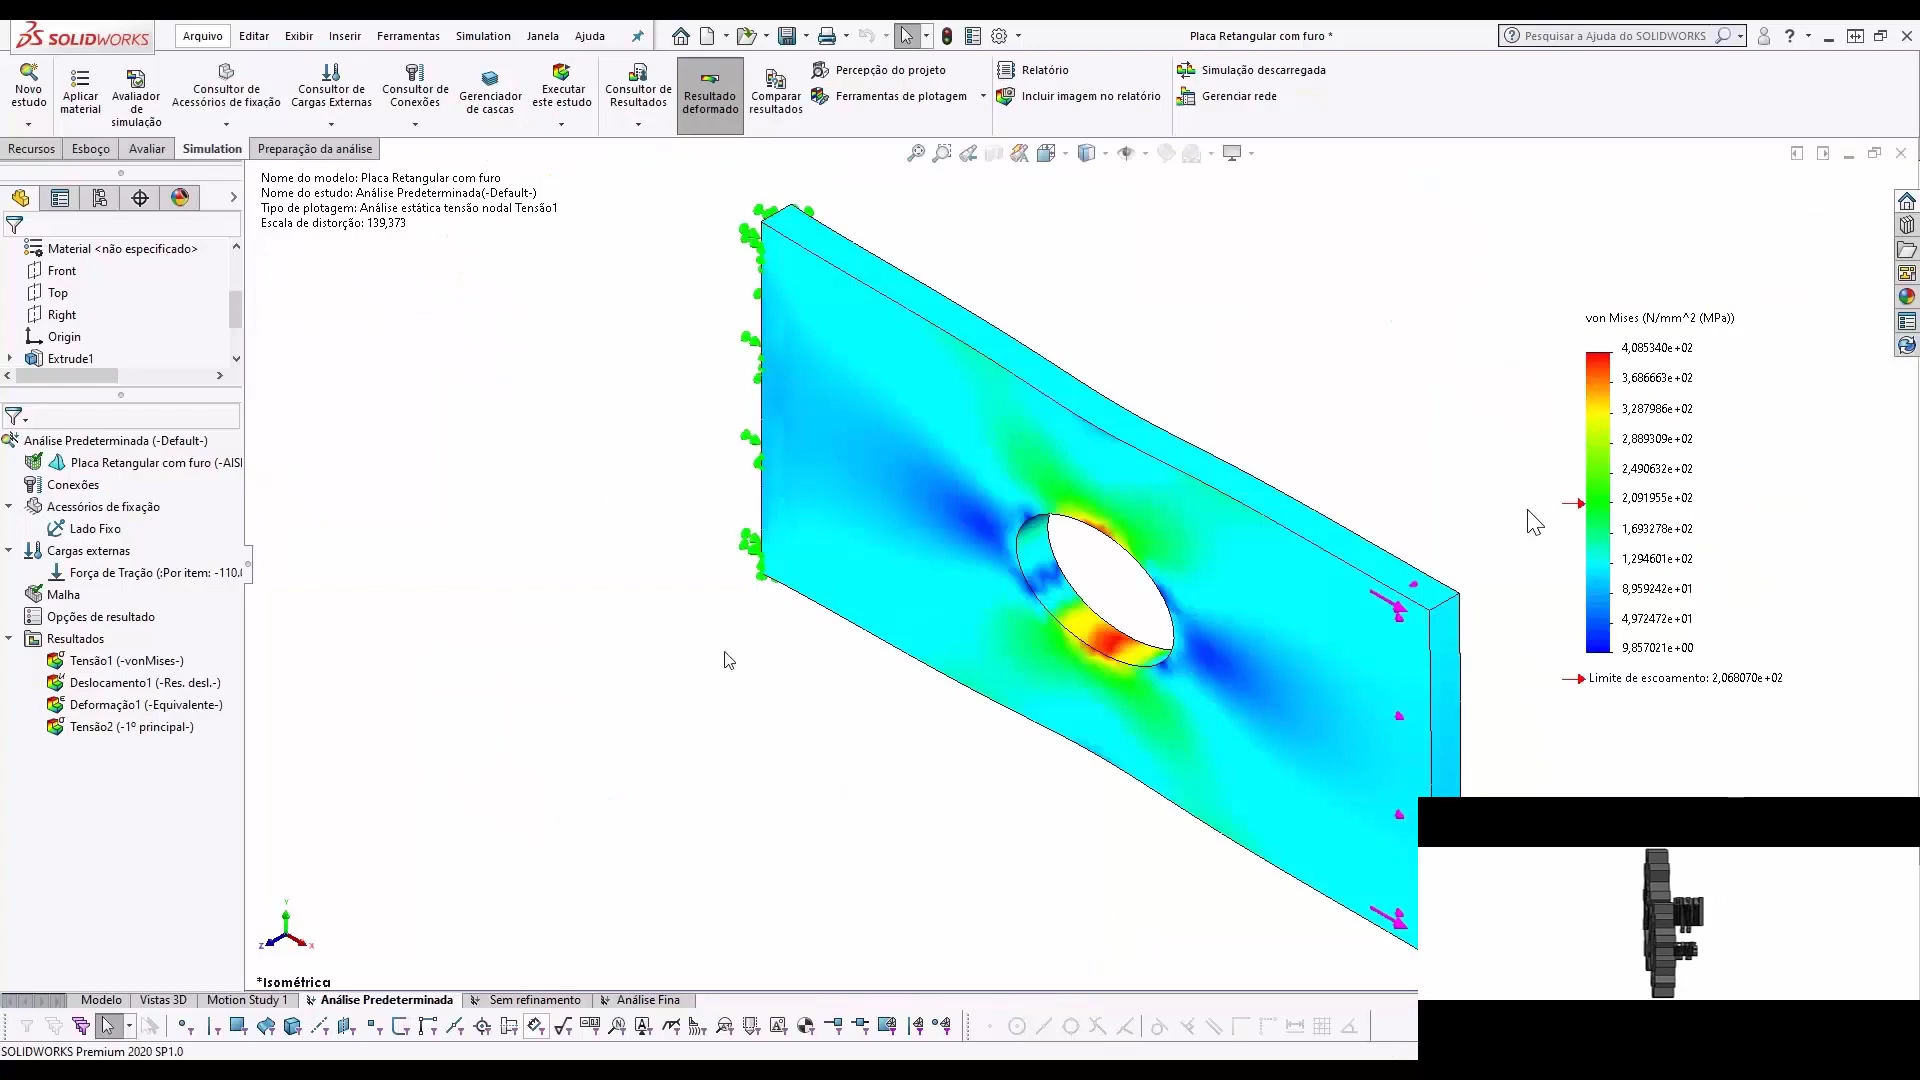 SOLIDWORKS
Arquivo Editar Exibir Inserir Ferramentas Simulation Janela Ajuda
Placa Retangular com furo *
Pesquisar a Ajuda do SOLIDWORKS
Novo estudo
Aplicar material
Avaliador de simulação
Consultor de Acessórios de fixação
Consultor de Cargas Externas
Consultor de Conexões
Gerenciador de cascas
Executar este estudo
Consultor de Resultados
Resultado deformado
Comparar resultados
Percepção do projeto
Ferramentas de plotagem
Relatório
Incluir imagem no relatório
Simulação descarregada
Gerenciar rede
Recursos Esboço Avaliar Simulation Preparação da análise
Nome do modelo: Placa Retangular com furo
Nome do estudo: Análise Predeterminada(-Default-)
Tipo de plotagem: Análise estática tensão nodal Tensão1
Escala de distorção: 139,373
Material <não especificado>
Front
Top
Right
Origin
Extrude1
Análise Predeterminada (-Default-)
Placa Retangular com furo (-AISI
Conexões
Acessórios de fixação
Lado Fixo
Cargas externas
Força de Tração (:Por item: -110,
Malha
Opções de resultado
Resultados
Tensão1 (-vonMises-)
Deslocamento1 (-Res. desl.-)
Deformação1 (-Equivalente-)
Tensão2 (-1º principal-)
von Mises (N/mm^2 (MPa))
4,085340e+02
3,686663e+02
3,287986e+02
2,889309e+02
2,490632e+02
2,091955e+02
1,693278e+02
1,294601e+02
8,959242e+01
4,972472e+01
9,857021e+00
Limite de escoamento: 2,068070e+02
Y
Z
X
*Isométrica
Modelo Vistas 3D Motion Study 1 Análise Predeterminada Sem refinamento Análise Fina
SOLIDWORKS Premium 2020 SP1.0